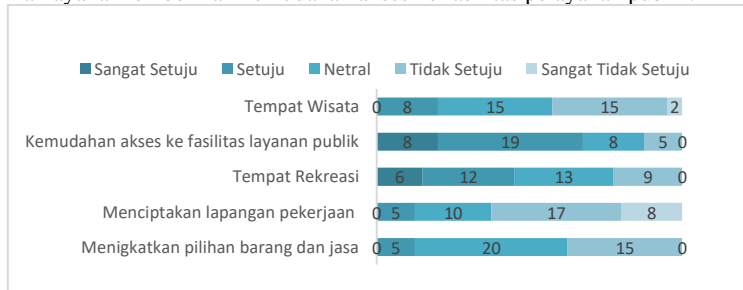 Sangat Setuju Setuju Netral Tidak Setuju Sangat Tidak Setuju
Tempat Wisata 0 8 15 15 2
Kemudahan akses ke fasilitas layanan publik 8 19 8 5 0
Tempat Rekreasi 6 12 13 9 0
Menciptakan lapangan pekerjaan 0 5 10 17 8
Menigkatkan pilihan barang dan jasa 0 5 20 15 0